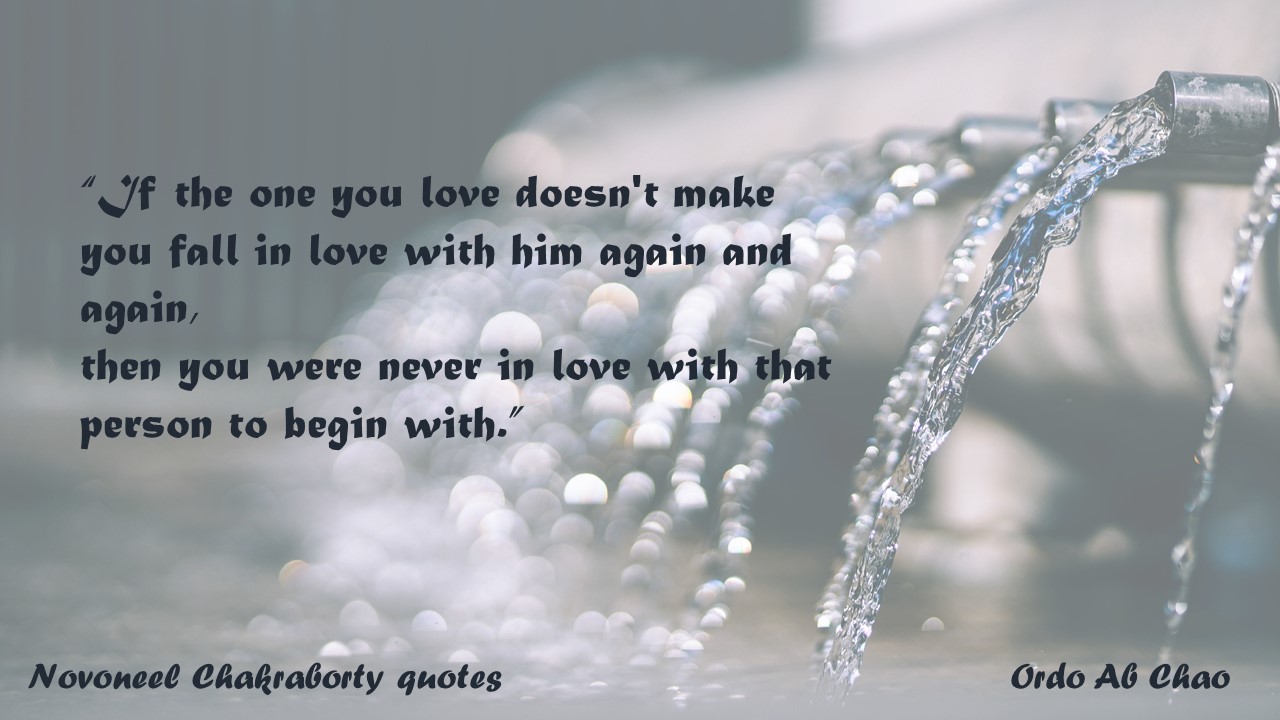 "If the one you love doesn't make
you fall in love with him again and
again,
then you were never in love with that
person to begin with."
Novoneel Chakraborty quotes
Ordo Ab Chao